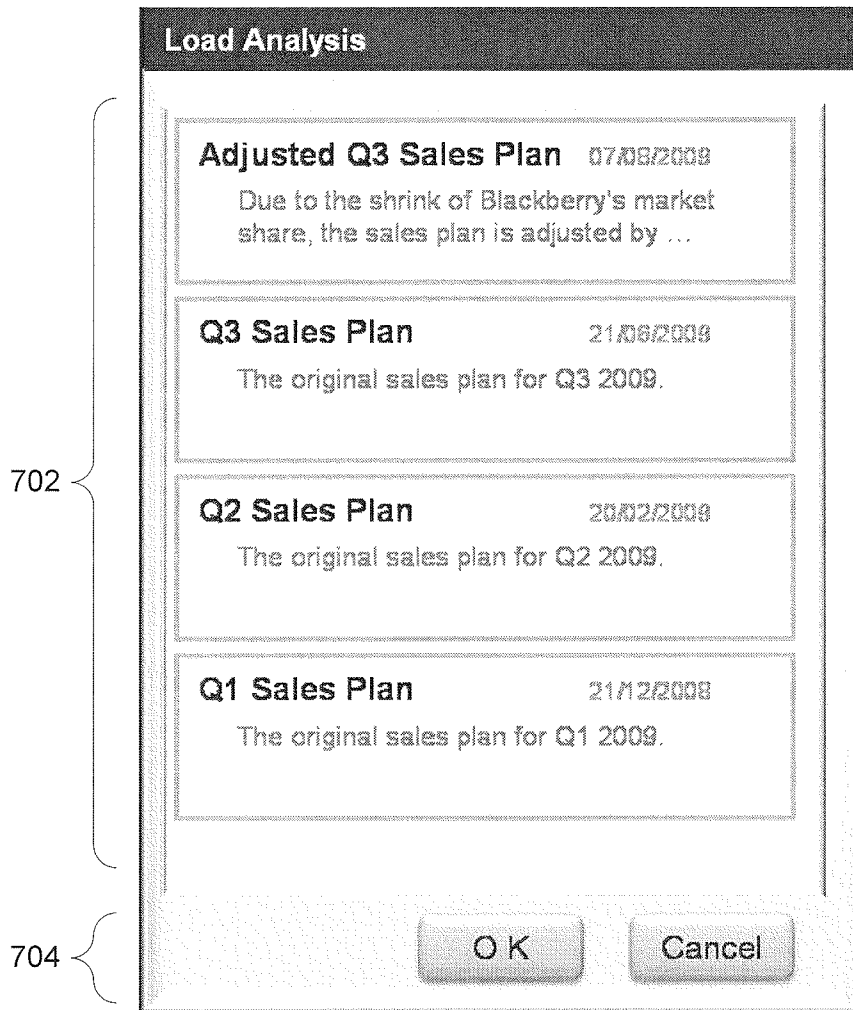 Load Analysis
Adjusted Q3 Sales Plan 07/08/2009
Due to the shrink of Blackberry's market
share, the sales plan is adjusted by ...
Q3 Sales Plan 21/06/2009
The original sales plan for Q3 2009.
702
Q2 Sales Plan 20/02/2009
The original sales plan for Q2 2009.
Q1 Sales Plan 21/12/2008
The original sales plan for Q1 2009.
704
O K Cancel